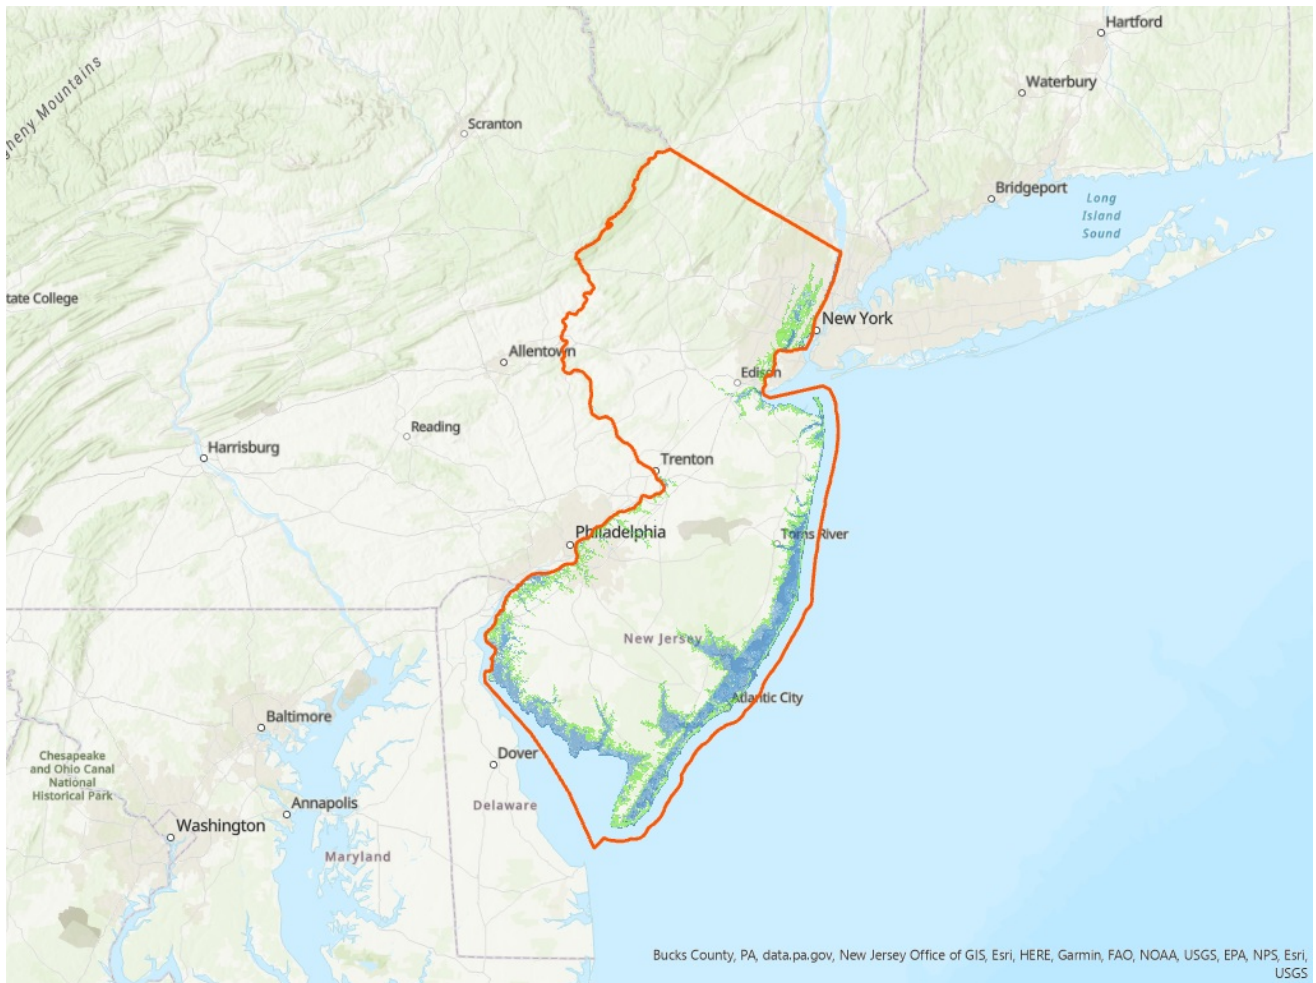 Hartford
Waterbury
gheny Mountains
Scranton
Bridgeport
Long
Island
Sound
tate College
New York
Allentown
Edison
Reading
Harrisburg
Trenton
Philadelphia
Toms River
New Jersey
Atlantic City
Baltimore
Dover
Chesapeake
and Ohio Canal
National
Historical Park
Annapolis
Delaware
Washington
Maryland
Bucks County, PA, data.pa.gov, New Jersey Office of GIS, Esri, HERE, Garmin, FAO, NOAA, USGS, EPA, NPS, Esri,
USGS